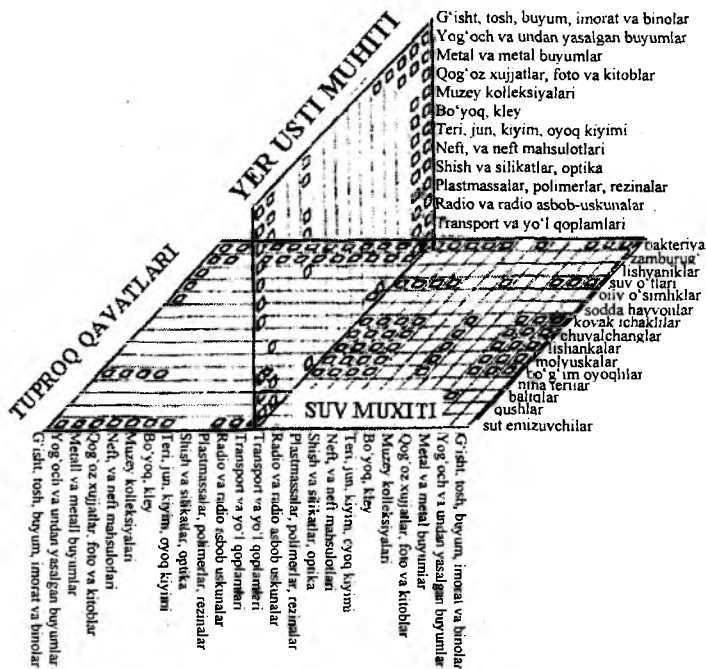 YER USTI MUHITI
G‘isht, tosh, buyum, imorat va binolar
Yog‘och va undan yasalgan buyumlar
Metal va metal buyumlar
Qog‘oz xujjatlar, foto va kitoblar
Muzey kolleksiyalari
Bo‘yoq, kley
Teri, jun, kiyim, oyoq kiyimi
Neft, va neft mahsulotlari
Shish va silikatlar, optika
Plastmassalar, polimerlar, rezinalar
Radio va radio asbob-uskunalar
Transport va yo‘l qoplamlari
TUPROQ QAVATLARI
bakteriya
zamburug‘
lishyaniklar
suv o‘tlari
oliy o‘simliklar
sodda hayvonlar
kovak ichaklilar
chuvalchanglar
lishankalar
molyuskalar
bo‘g‘im oyoqlilar
nina terilar
baliqlar
qushlar
sut emizuvchilar
SUV MUXITI
G‘isht, tosh, buyum, imorat va binolar
Yog‘och va undan yasalgan buyumlar
Metall va metall buyumlar
Qog‘oz xujjatlar, foto va kitoblar
Neft, va neft mahsulotlari
Muzey kolleksiyalari
Bo‘yoq, kley
Teri, jun, kiyim, oyoq kiyimi
Shish va silikatlar, optika
Plastmassalar, polimerlar, rezinalar
Radio va radio asbob uskunalar
Transport va yo‘l qoplamlari
Transport va yo‘l qoplamlari
Radio va radio asbob uskunalar
Plastmassalar, polimerlar, rezinalar
Shish va silikatlar, optika
Neft, va neft mahsulotlari
Teri, jun, kiyim, oyoq kiyimi
Bo‘yoq, kley
Muzey kolleksiyalari
Qog‘oz xujjatlar, foto va kitoblar
Metal va metal buyumlar
Yog‘och va undan yasalgan buyumlar
G‘isht, tosh, buyum, imorat va binolar